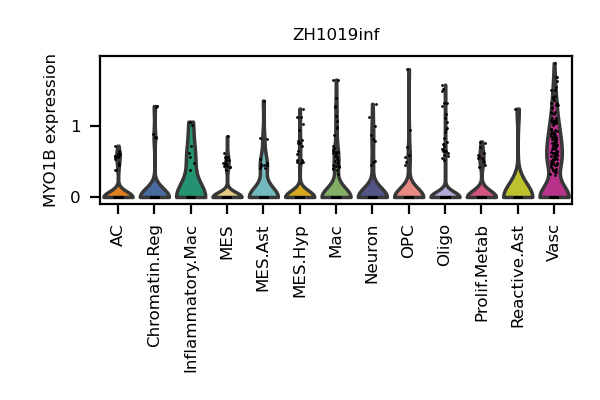 ZH1019inf
MYO1B expression
1
0
AC
Chromatin.Reg
Inflammatory.Mac
MES
MES.Ast
MES.Hyp
Mac
Neuron
OPC
Oligo
Prolif.Metab
Reactive.Ast
Vasc